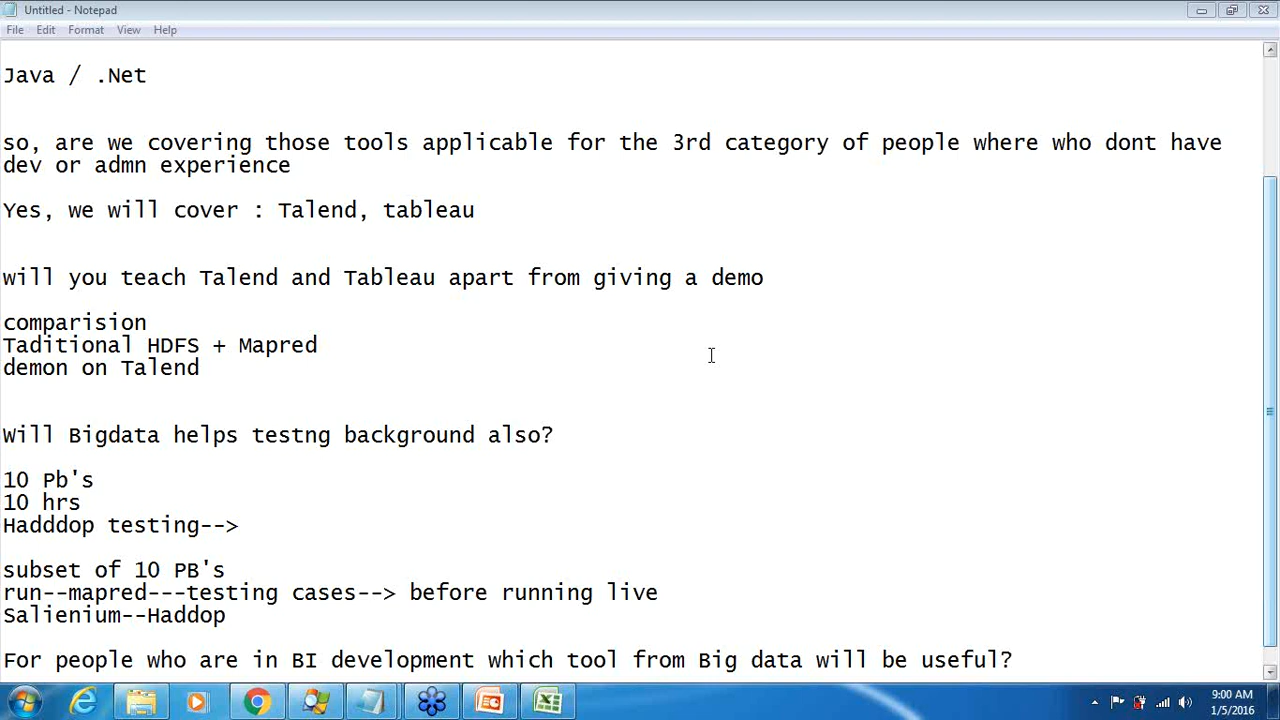 Untitled - Notepad
File Edit Format View Help
Java / .Net
so, are we covering those tools applicable for the 3rd category of people where who dont have
dev or admn experience
Yes, we will cover : Talend, tableau
will you teach Talend and Tableau apart from giving a demo
comparision
Taditional HDFS + Mapred
demon on Talend
Will Bigdata helps testng background also?
10 Pb's
10 hrs
Hadddop testing-->
subset of 10 PB's
run--mapred---testing cases--> before running live
Salienium--Haddop
For people who are in BI development which tool from Big data will be useful?
9:00 AM
1/5/2016